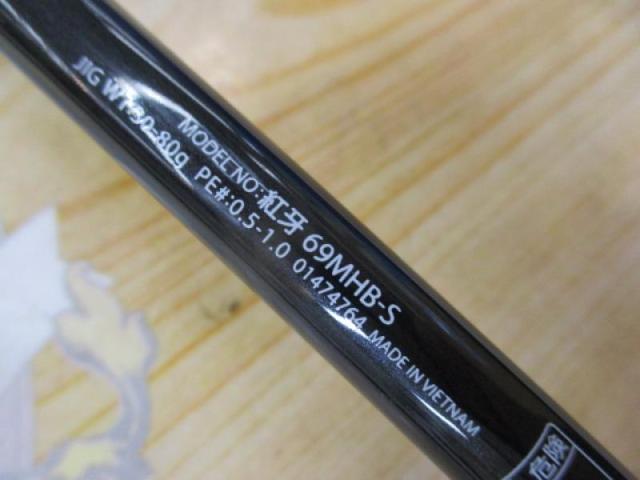 MODEL NO.:紅牙 69MHB-S
JIG WT:30-80g PE#:0.5-1.0 01474764 MADE IN VIETNAM
危険